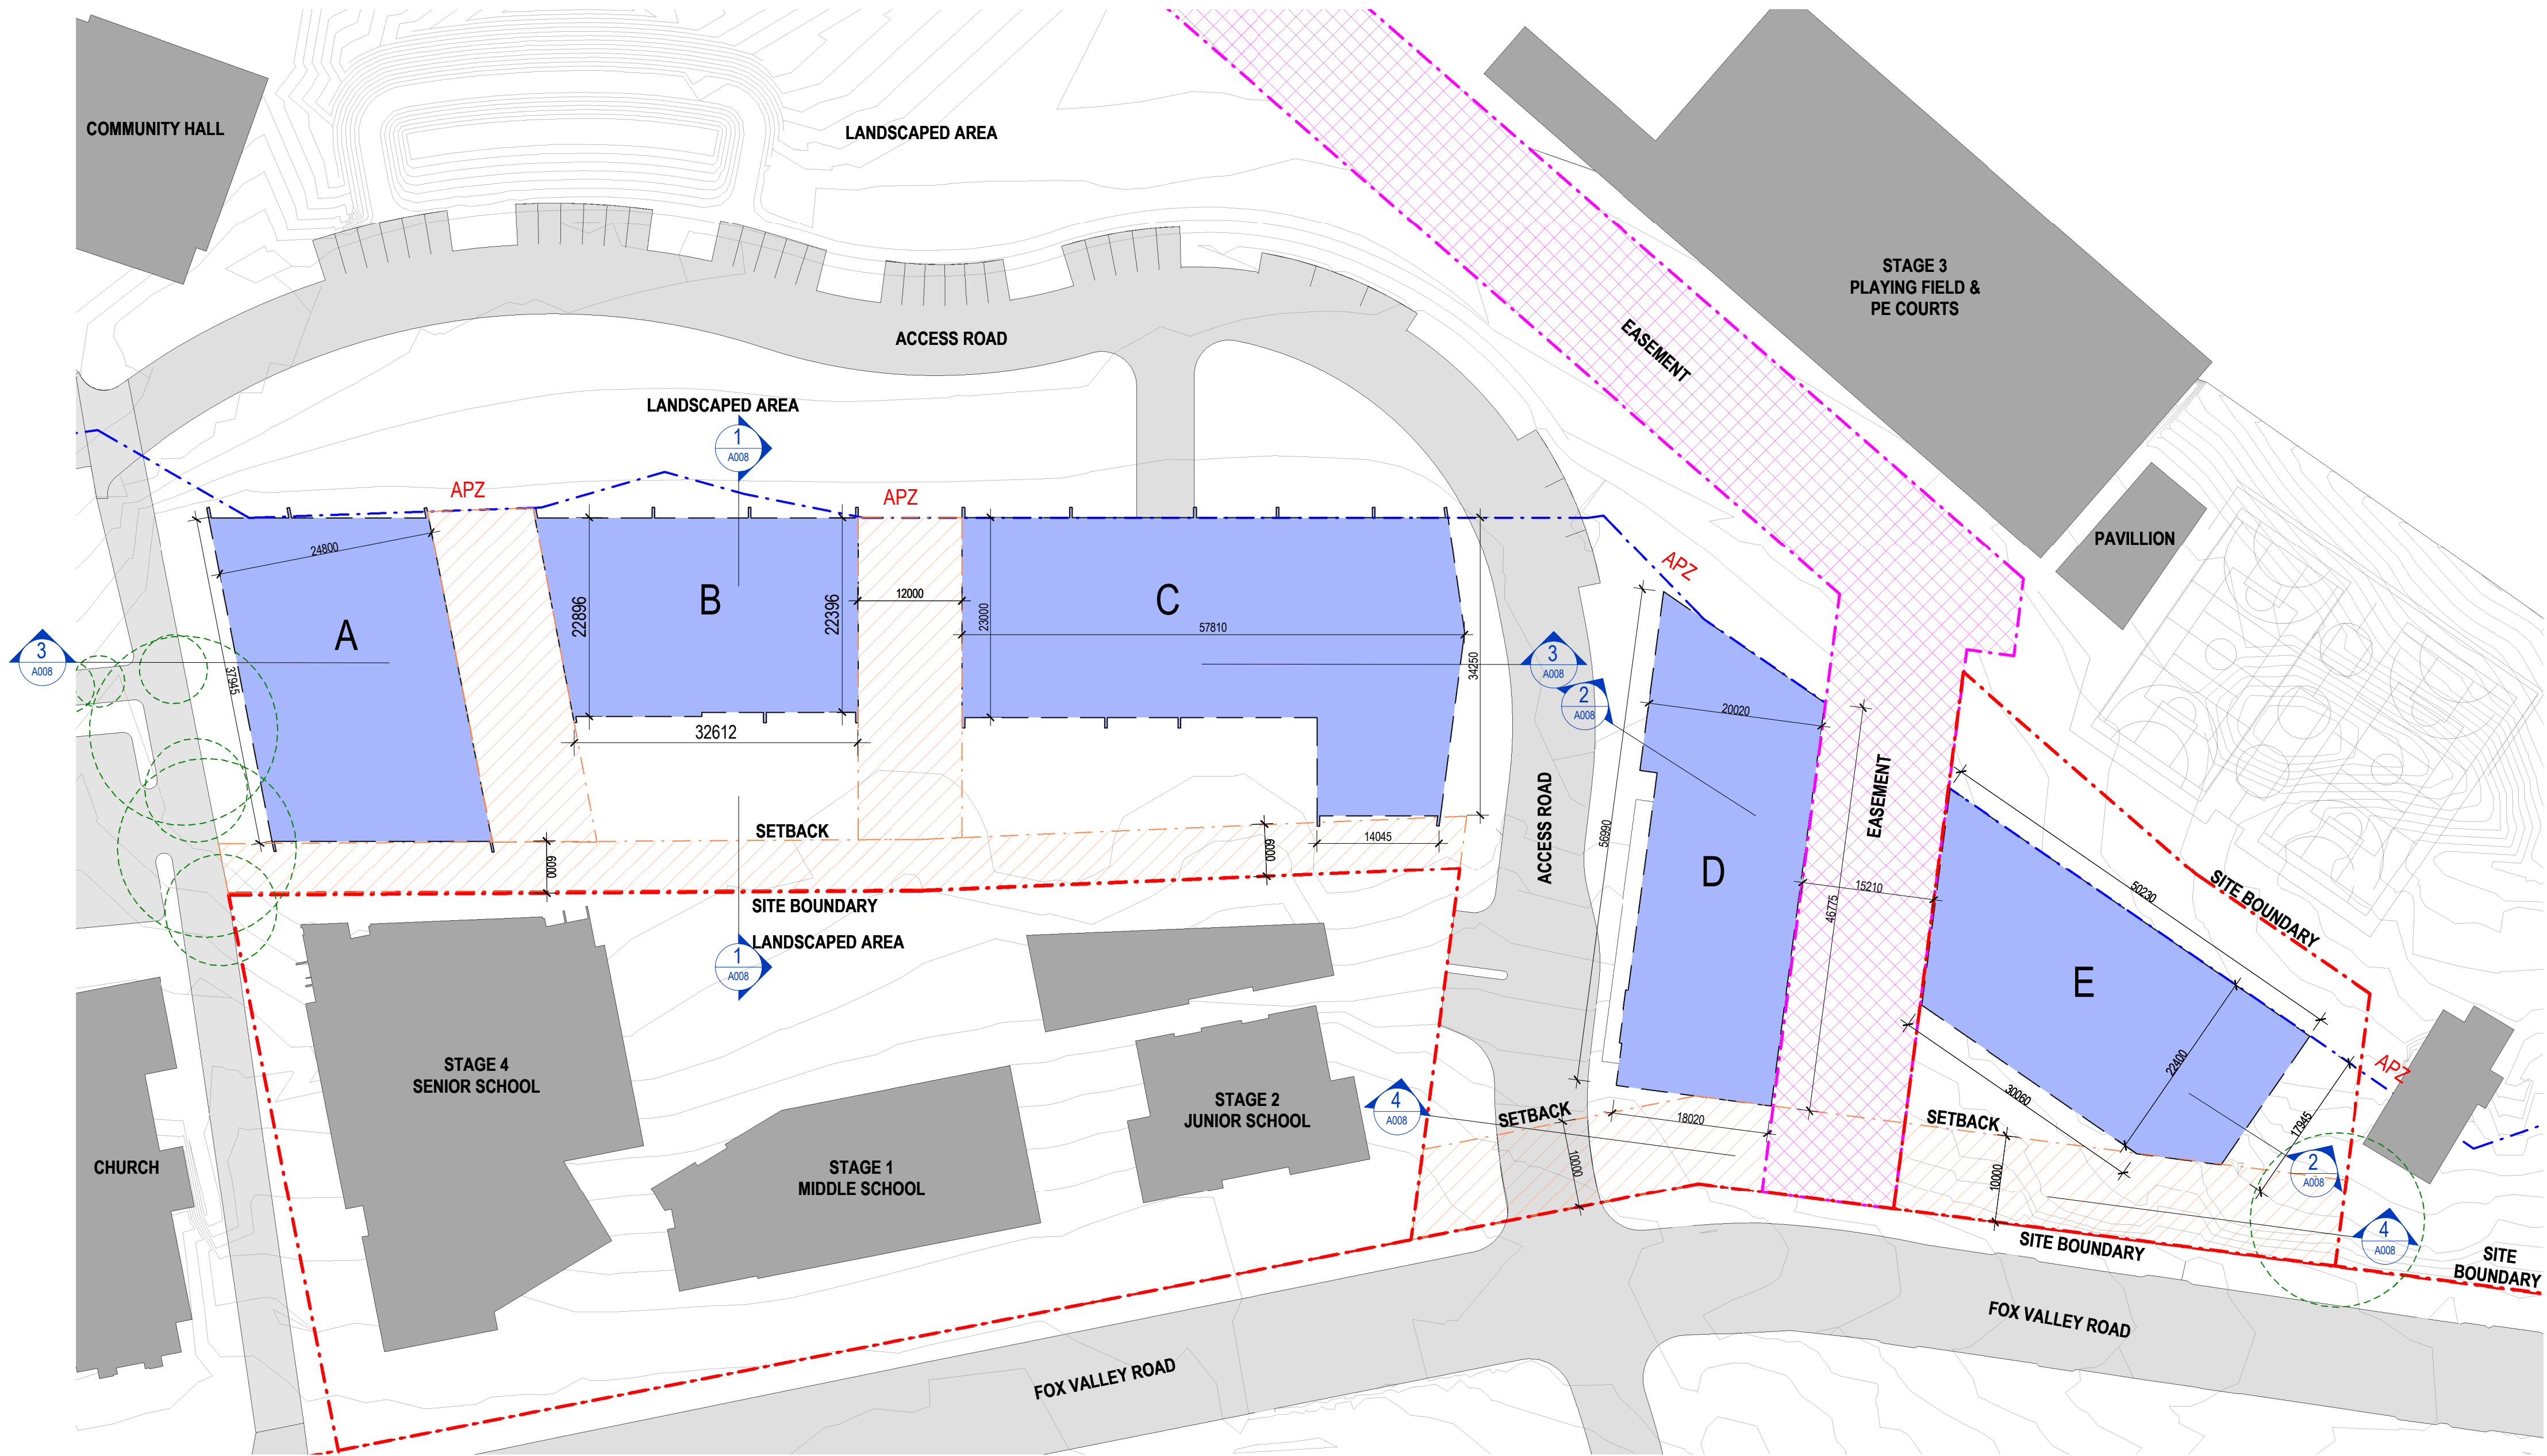 COMMUNITY HALL
LANDSCAPED AREA
STAGE 3
PLAYING FIELD &
PE COURTS
ACCESS ROAD
EASEMENT
LANDSCAPED AREA
1
A008
APZ
APZ
APZ
PAVILLION
24800
A
37945
22896
B
22396
12000
23000
C
57810
34250
3
A008
3
A008
2
A008
20020
32612
56990
ACCESS ROAD
D
EASEMENT
15210
46775
50230
SITE BOUNDARY
E
22400
30060
17945
APZ
SETBACK
6000
6000
14045
SITE BOUNDARY
LANDSCAPED AREA
1
A008
STAGE 4
SENIOR SCHOOL
STAGE 2
JUNIOR SCHOOL
4
A008
SETBACK
10000
18020
SETBACK
10000
2
A008
CHURCH
STAGE 1
MIDDLE SCHOOL
4
A008
SITE BOUNDARY
SITE
BOUNDARY
FOX VALLEY ROAD
FOX VALLEY ROAD